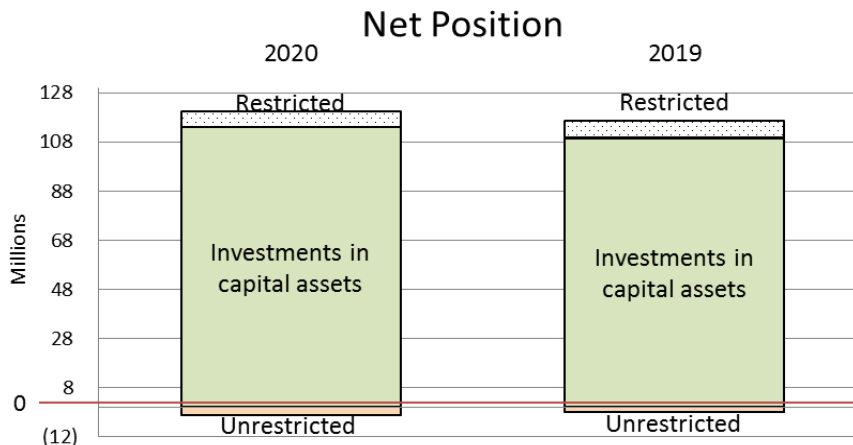 Net Position
2020
2019
128
108
88
68
48
28
8
0
(12)
Millions
Restricted
Investments in
capital assets
Unrestricted
Restricted
Investments in
capital assets
Unrestricted